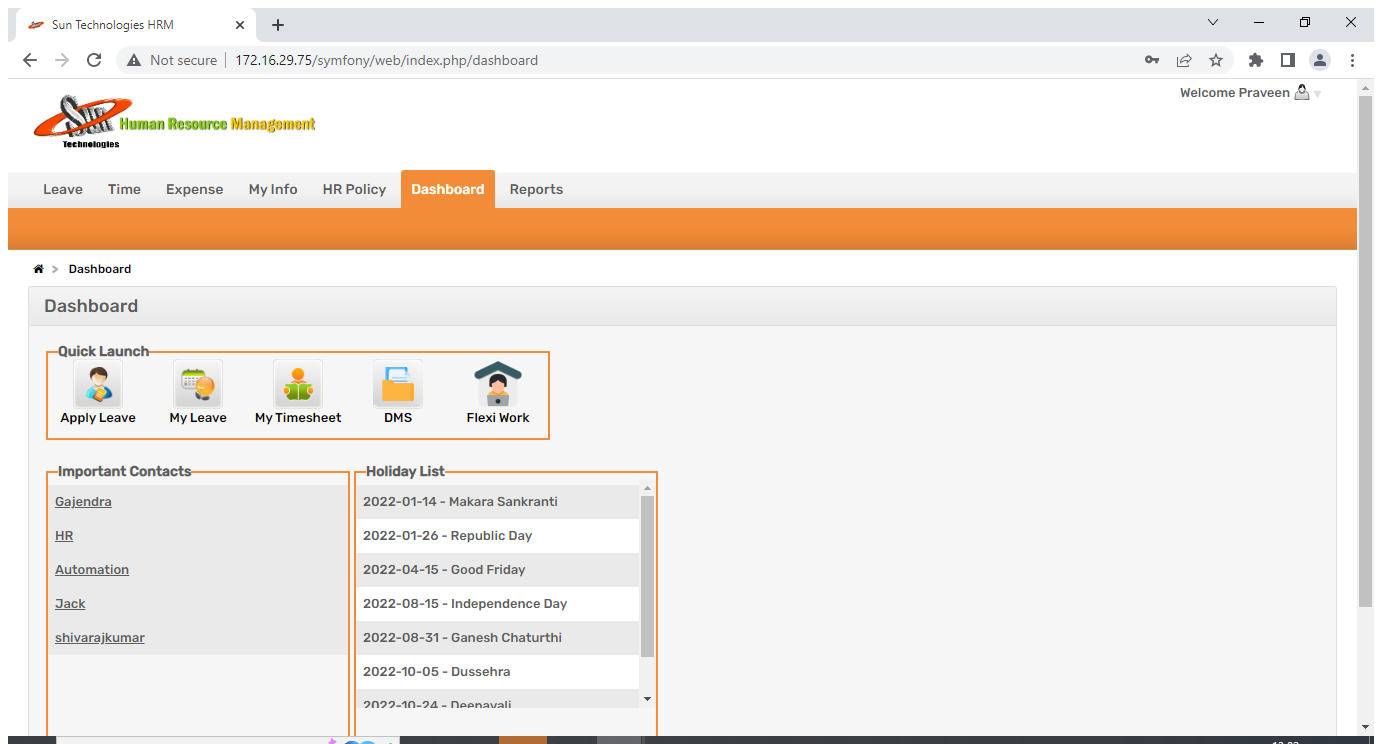 Sun Technologies HRM
Not secure | 172.16.29.75/symfony/web/index.php/dashboard
Welcome Praveen
Sun
Human Resource Management
Technologies
Leave Time Expense My Info HR Policy Dashboard Reports
> Dashboard
Dashboard
Quick Launch
Apply Leave My Leave My Timesheet DMS Flexi Work
Important Contacts
Gajendra
HR
Automation
Jack
shivarajkumar
Holiday List
2022-01-14 - Makara Sankranti
2022-01-26 - Republic Day
2022-04-15 - Good Friday
2022-08-15 - Independence Day
2022-08-31 - Ganesh Chaturthi
2022-10-05 - Dussehra
2022-10-24 - Deepavali